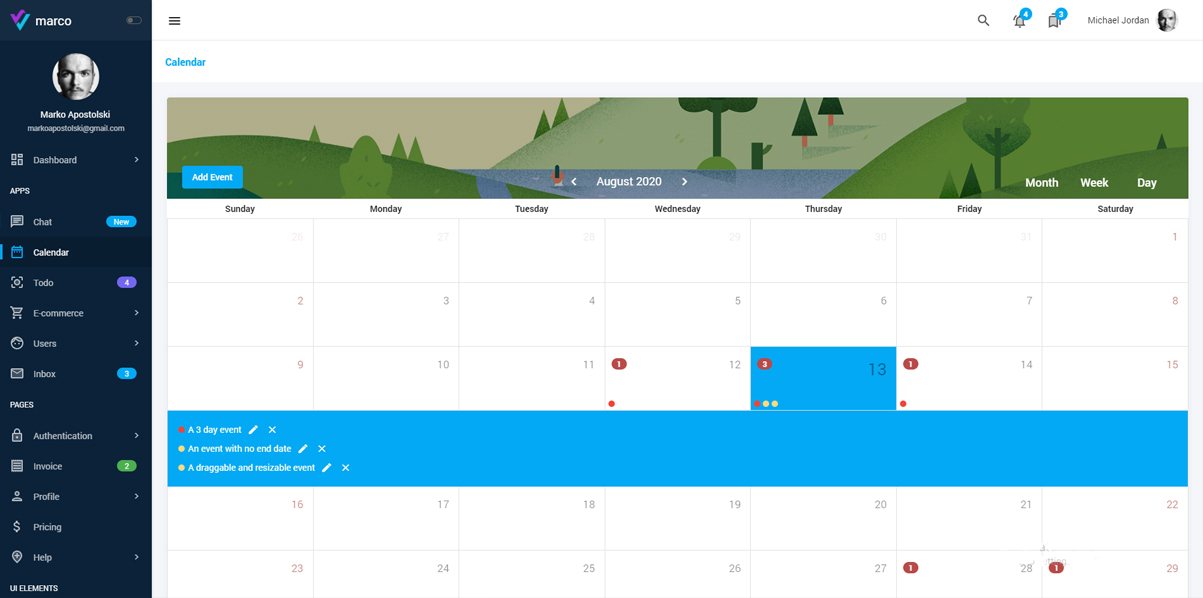 marco
4
3
Michael Jordan
Calendar
Marko Apostolski
markoapostolski@gmail.com
Dashboard
APPS
Chat New
Calendar
Todo 4
E-commerce
Users
Inbox 3
PAGES
Authentication
Invoice 2
Profile
Pricing
Help
UI ELEMENTS
Add Event
August 2020
Month Week Day
Sunday Monday Tuesday Wednesday Thursday Friday Saturday
26 27 28 29 30 31 1
2 3 4 5 6 7 8
9 10 11 1 12 3 13 1 14 15
A 3 day event
An event with no end date
A draggable and resizable event
16 17 18 19 20 21 22
23 24 25 26 27 1 28 1 29